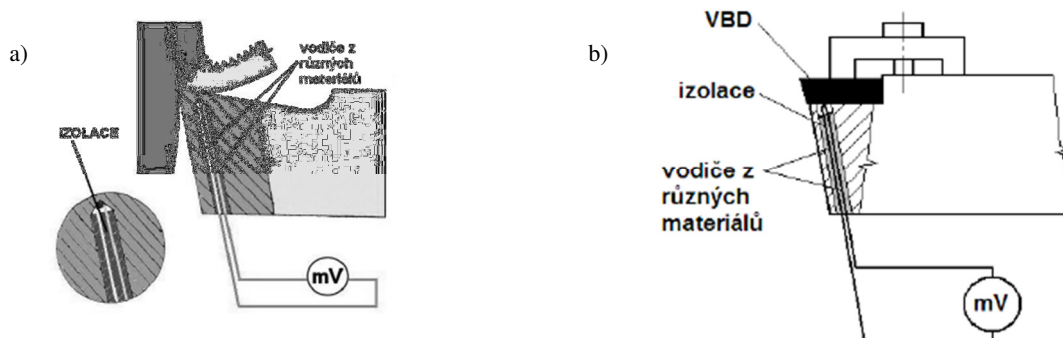 a)
vodiče z
různých
materiálů
IZOLACE
mV
b)
VBD
izolace
vodiče z
různých
materiálů
mV